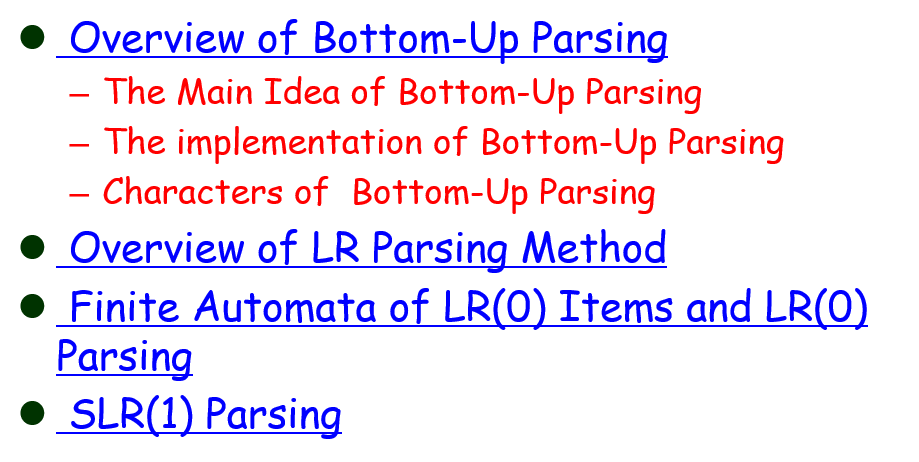 ● Overview of Bottom-Up Parsing
– The Main Idea of Bottom-Up Parsing
– The implementation of Bottom-Up Parsing
– Characters of  Bottom-Up Parsing
● Overview of LR Parsing Method
● Finite Automata of LR(0) Items and LR(0)
Parsing
● SLR(1) Parsing